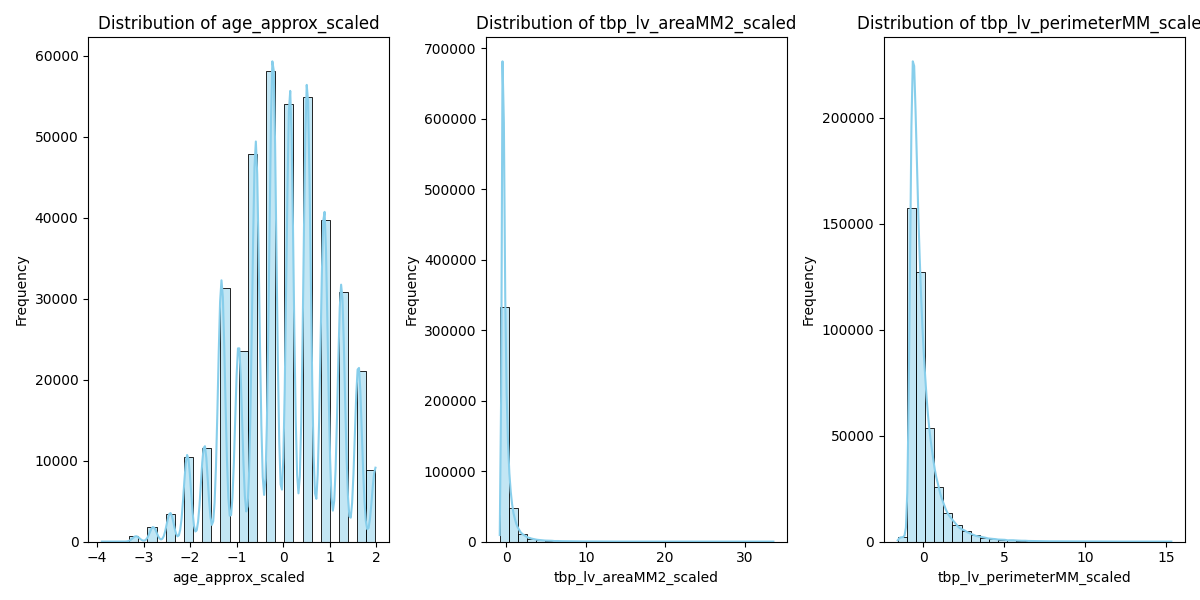 Distribution of age_approx_scaled
Frequency
60000
50000
40000
30000
20000
10000
0
−4 −3 −2 −1 0 1 2
age_approx_scaled
Distribution of tbp_lv_areaMM2_scaled
Frequency
700000
600000
500000
400000
300000
200000
100000
0
0 10 20 30
tbp_lv_areaMM2_scaled
Distribution of tbp_lv_perimeterMM_scale
Frequency
200000
150000
100000
50000
0
0 5 10 15
tbp_lv_perimeterMM_scaled